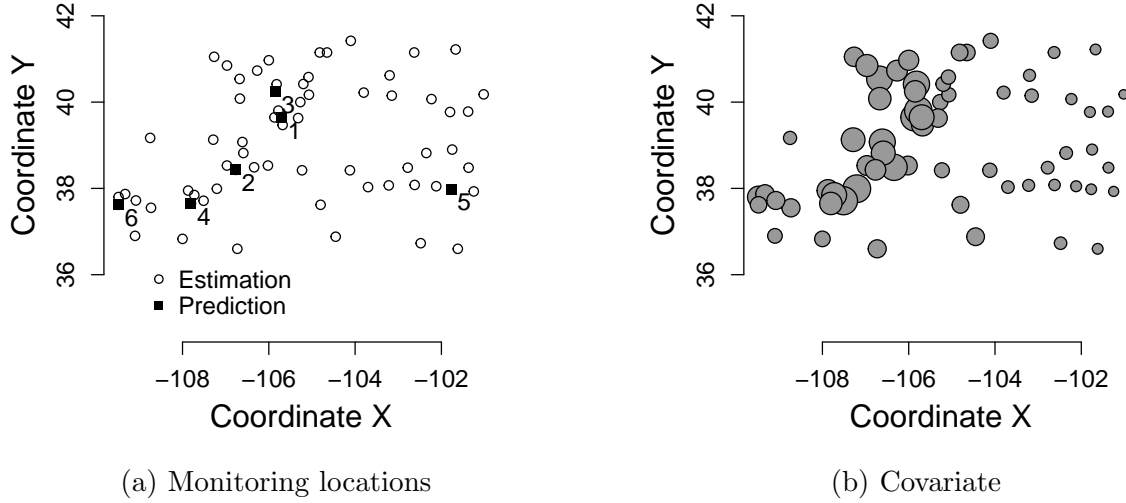 42
40
38
36
Coordinate Y
3
1
2
4
5
6
Estimation
Prediction
−108 −106 −104 −102
Coordinate X
(a) Monitoring locations
42
40
38
36
Coordinate Y
−108 −106 −104 −102
Coordinate X
(b) Covariate